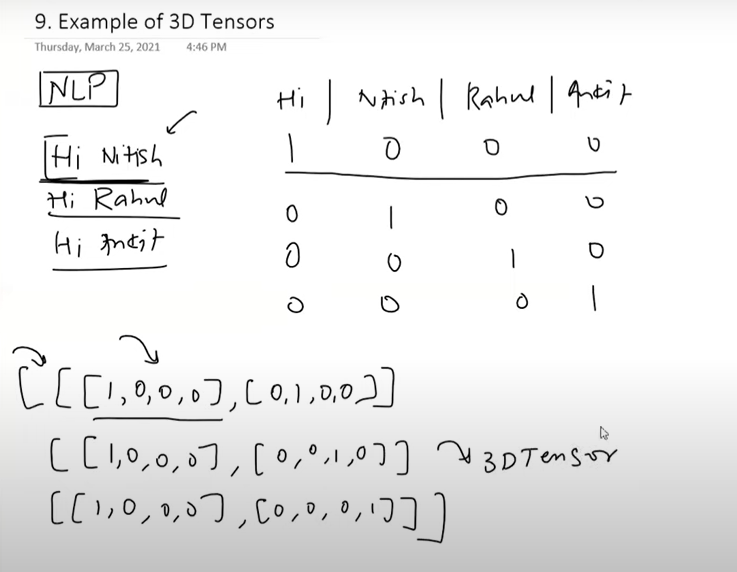 9. Example of 3D Tensors
Thursday, March 25, 2021 4:46 PM
NLP
Hi | Nitish | Rahul | Ankit
Hi Nitish
1 0 0 0
Hi Rahul
0 1 0 0
Hi Ankit
0 0 1 0
0 0 0 1
[[[1,0,0,0],[0,1,0,0]]
[[1,0,0,0],[0,0,1,0]] 3D Tensor
[[1,0,0,0],[0,0,0,1]]]